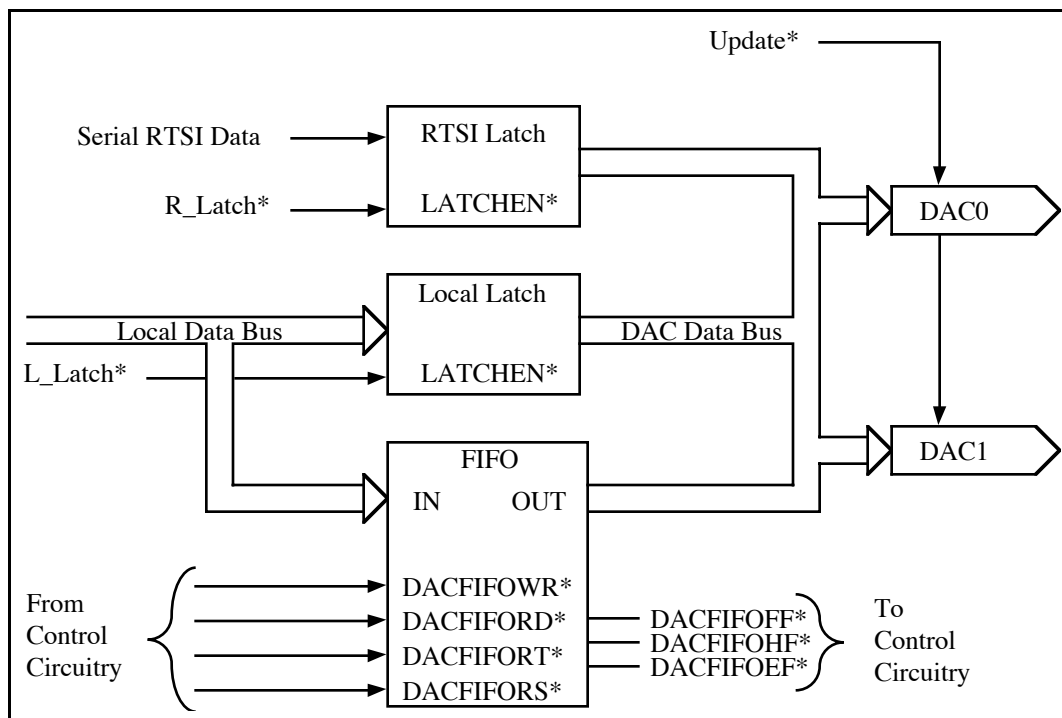 Update*
Serial RTSI Data
RTSI Latch
R_Latch*
LATCHEN*
DAC0
Local Latch
Local Data Bus
DAC Data Bus
L_Latch*
LATCHEN*
DAC1
FIFO
IN
OUT
From
Control
Circuitry
DACFIFOWR*
DACFIFORD*
DACFIFORT*
DACFIFORS*
DACFIFOFF*
DACFIFOHF*
DACFIFOEF*
To
Control
Circuitry